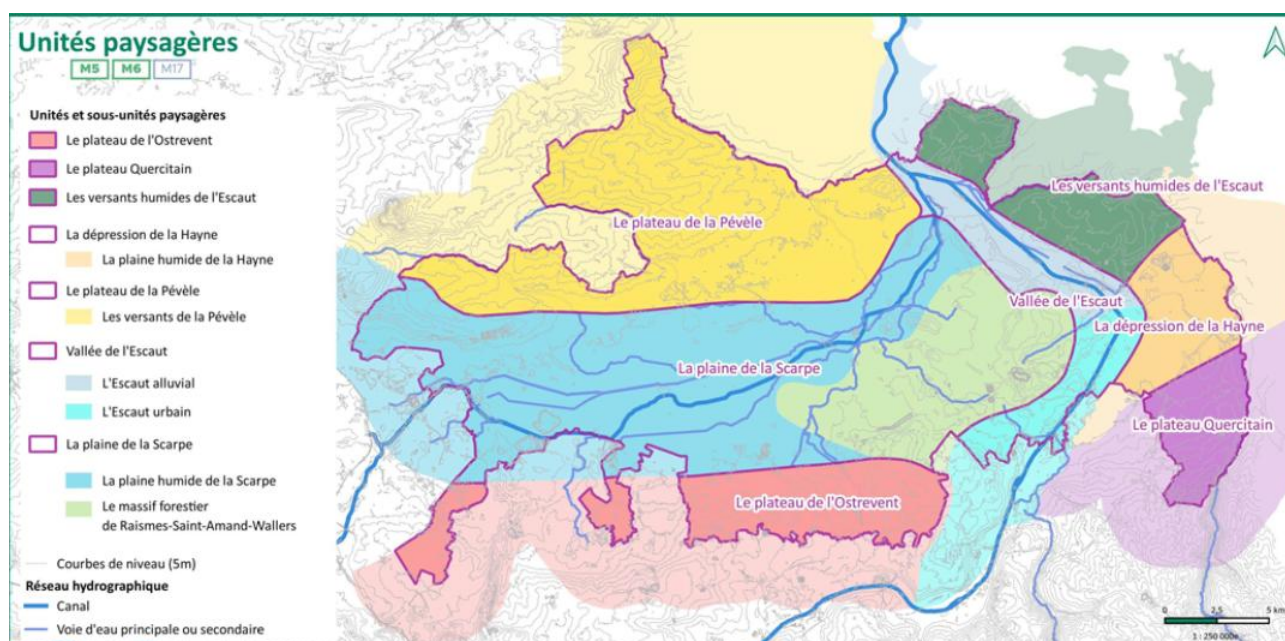 Unités paysagères
M5 M6 M17
Unités et sous-unités paysagères
Le plateau de l'Ostrevent
Le plateau Quercitain
Les versants humides de l'Escaut
La dépression de la Hayne
La plaine humide de la Hayne
Le plateau de la Pévèle
Les versants de la Pévèle
Vallée de l'Escaut
L'Escaut alluvial
L'Escaut urbain
La plaine de la Scarpe
La plaine humide de la Scarpe
Le massif forestier
de Raismes-Saint-Amand-Wallers
Courbes de niveau (5m)
Réseau hydrographique
Canal
Voie d'eau principale ou secondaire
Les versants humides de l'Escaut
Le plateau de la Pévèle
Vallée de l'Escaut
La dépression de la Hayne
La plaine de la Scarpe
Le plateau Quercitain
Le plateau de l'Ostrevent
0 2,5 5 km
1 : 250 000e